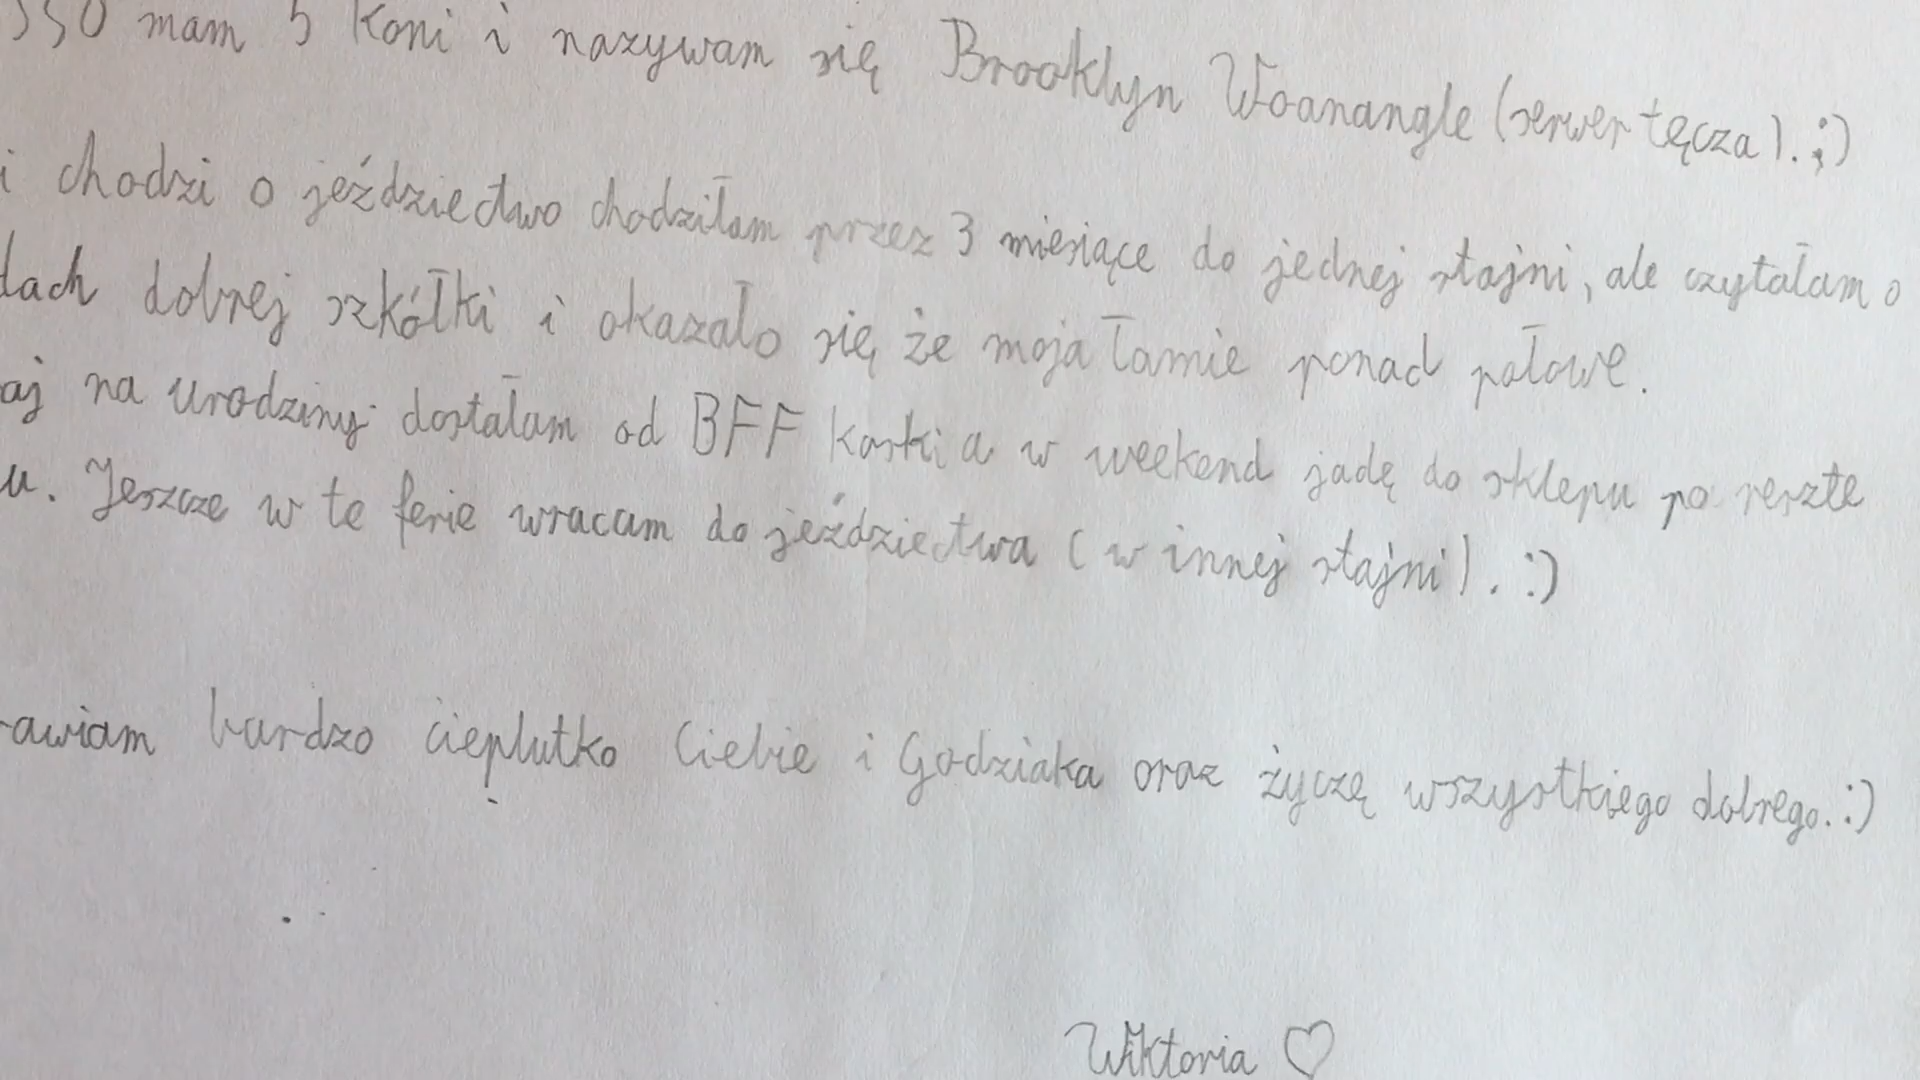 SSO mam 5 koni i nazywam się Brooklyn Woanangle (serwer tęcza). ;)
i chodzi o jeździectwo chodziłam przez 3 miesiące do jednej stajni, ale czytałam o
dach dobrej szkółki i okazało się że moja łamie ponad połowe.
aj na urodziny dostałam od BFF kaski a w weekend jadę do sklepu po reszte
u. Jeszcze w te ferie wracam do jeździectwa (w innej stajni). :)
rawiam bardzo cieplutko Ciebie i Godziaka oraz życzę wszystkiego dobrego. :)
Wiktoria ♡